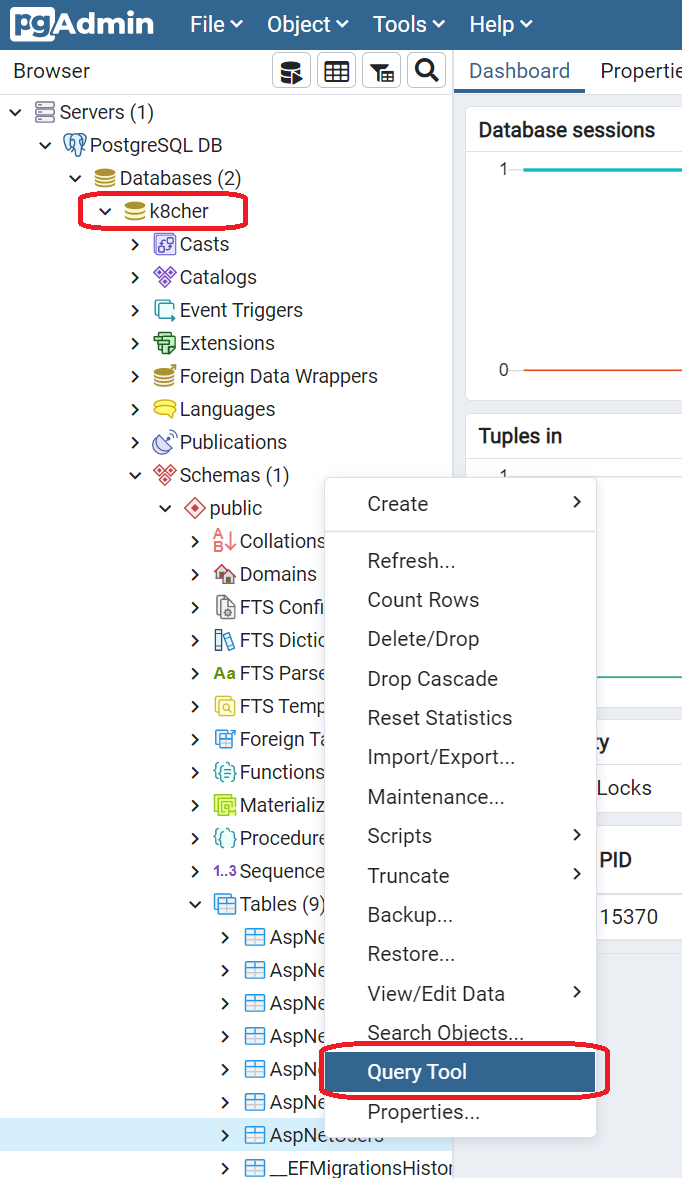 pgAdmin File Object Tools Help
Browser
Dashboard Propertie
Servers (1)
PostgreSQL DB
Databases (2)
k8cher
Casts
Catalogs
Event Triggers
Extensions
Foreign Data Wrappers
Languages
Publications
Schemas (1)
public
Collations
Domains
FTS Confi
FTS Dictio
Aa FTS Parse
FTS Temp
Foreign Ta
Functions
Materializ
Procedure
1..3 Sequence
Tables (9)
AspNe
AspNe
AspNe
AspNe
AspNe
AspNe
AspNetUsers
__EFMigrationsHistor
Create
Refresh...
Count Rows
Delete/Drop
Drop Cascade
Reset Statistics
Import/Export...
Maintenance...
Scripts
Truncate
Backup...
Restore...
View/Edit Data
Search Objects...
Query Tool
Properties...
Database sessions
1
0
Tuples in
1
ty
Locks
PID
15370